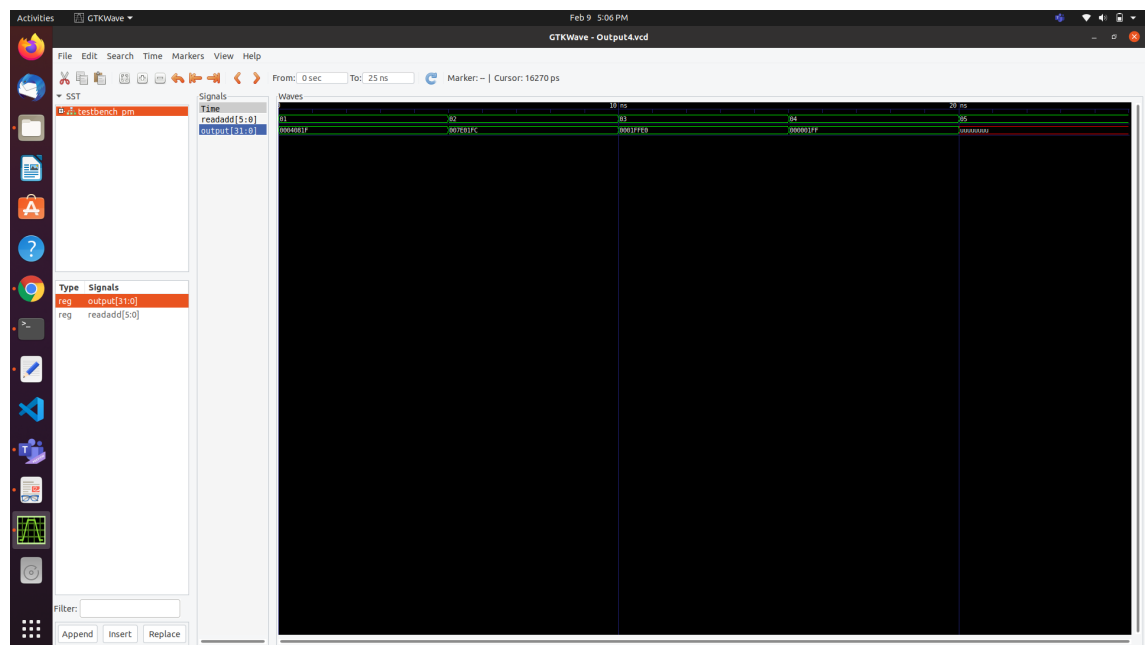 Activities GTKWave Feb 9 5:06 PM
GTKWave - Output4.vcd
File Edit Search Time Markers View Help
From: 0 sec To: 25 ns Marker: -- | Cursor: 16270 ps
SST
testbench_pm
Type Signals
reg output[31:0]
reg readadd[5:0]
Filter:
Append Insert Replace
Signals
Time
readadd[5:0]
output[31:0]
Waves
10 ns 20 ns
01 02 03 04 05
0004081F 007E01FC 0001FFE0 000001FF UUUUUUUU